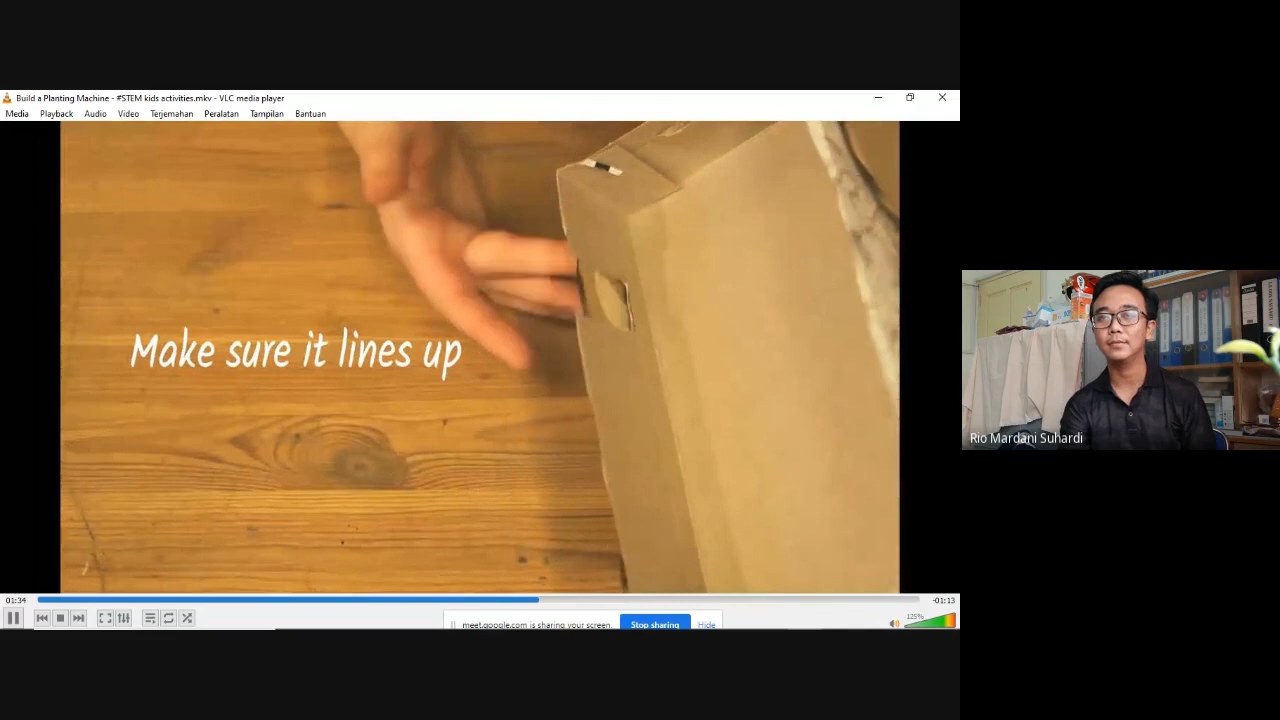 Build a Planting Machine - #STEM kids activities.mkv - VLC media player
Media Playback Audio Video Terjemahan Peralatan Tampilan Bantuan
Make sure it lines up
Rio Mardani Suhardi
01:34
-01:13
125%
meet.google.com is sharing your screen. Stop sharing Hide